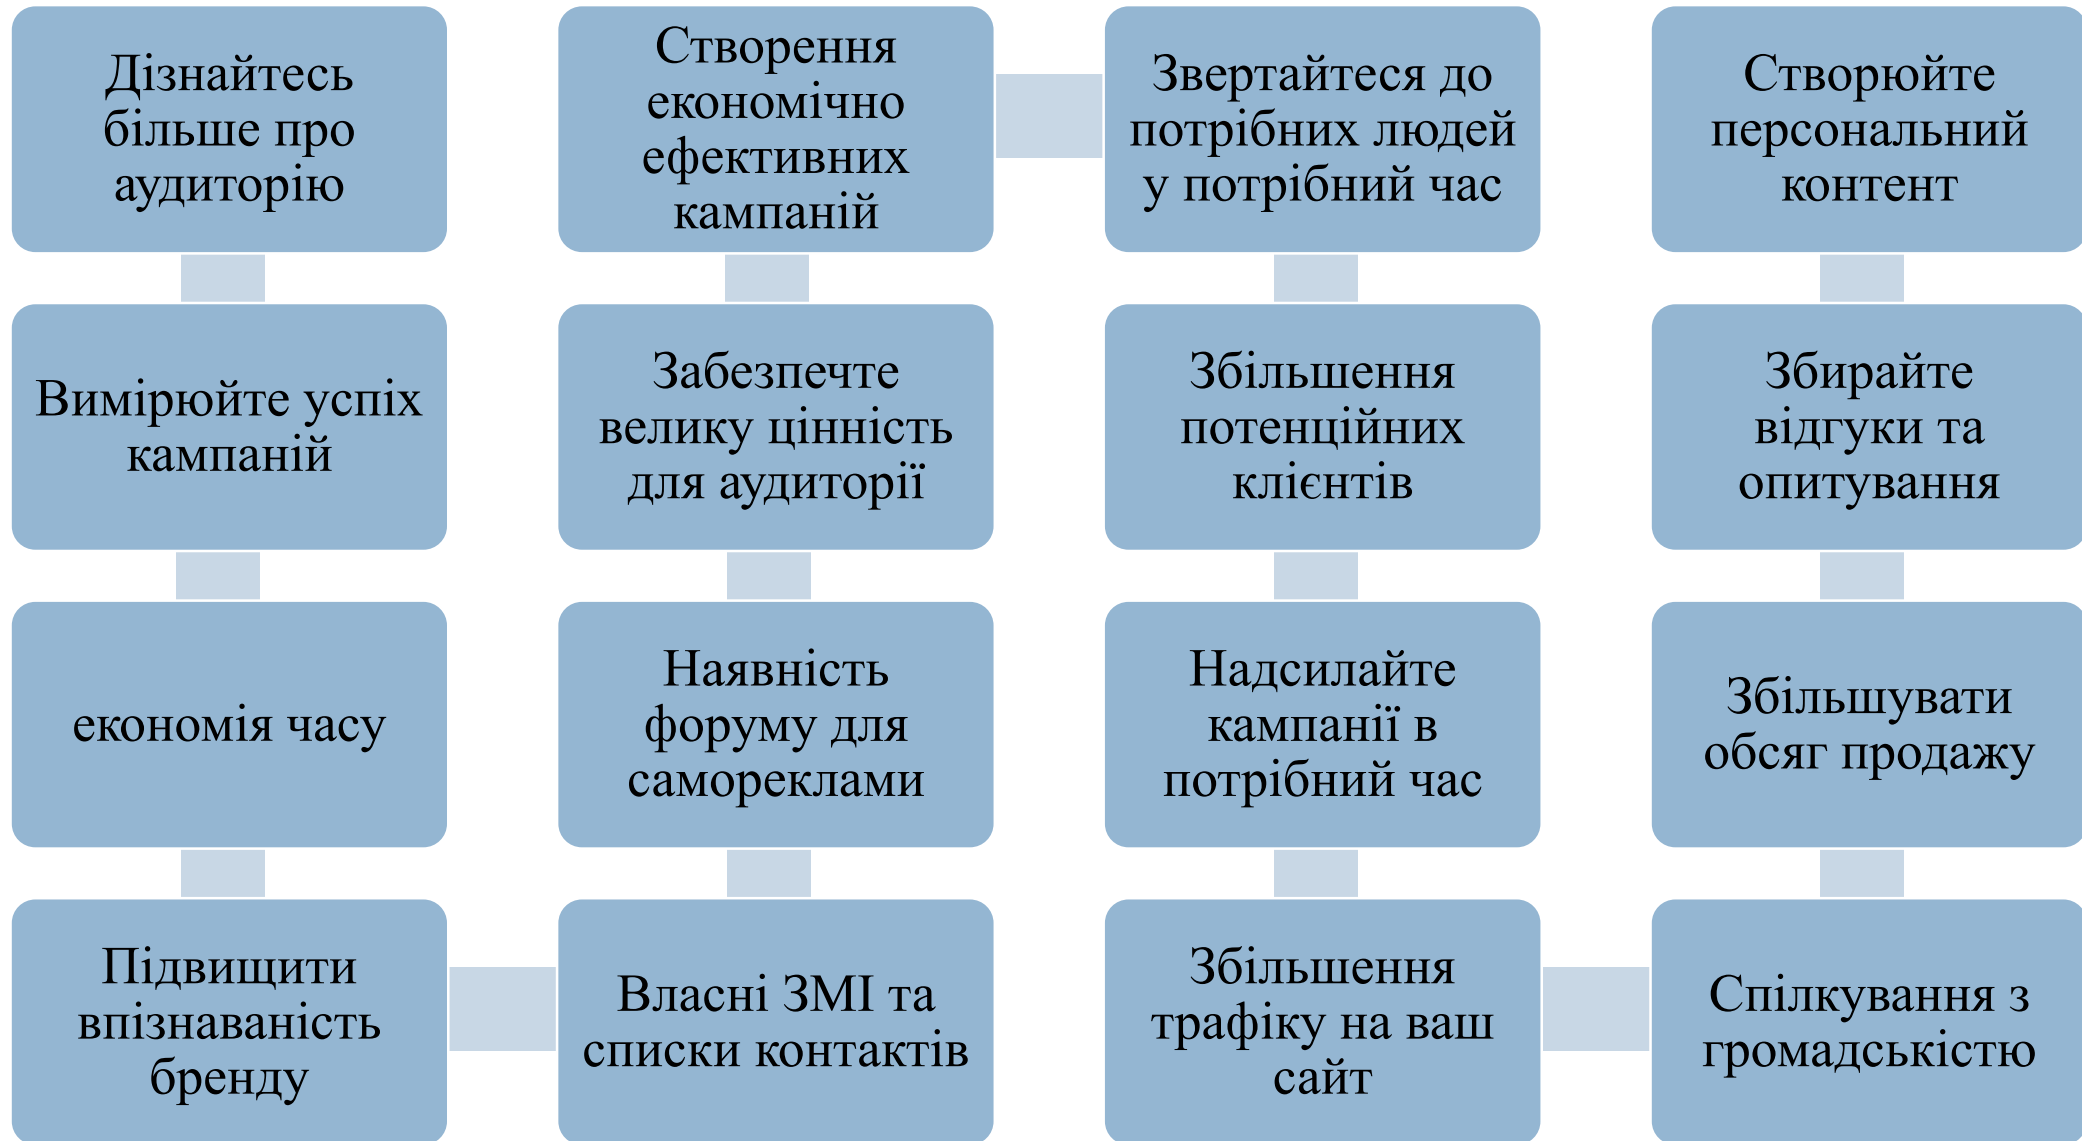 Дізнайтесь
більше про
аудиторію
Вимірюйте успіх
кампаній
економія часу
Підвищити
впізнаваність
бренду
Власні ЗМІ та
списки контактів
Наявність
форуму для
самореклами
Забезпечте
велику цінність
для аудиторії
Створення
економічно
ефективних
кампаній
Звертайтеся до
потрібних людей
у потрібний час
Збільшення
потенційних
клієнтів
Надсилайте
кампанії в
потрібний час
Збільшення
трафіку на ваш
сайт
Спілкування з
громадськістю
Збільшувати
обсяг продажу
Збирайте
відгуки та
опитування
Створюйте
персональний
контент